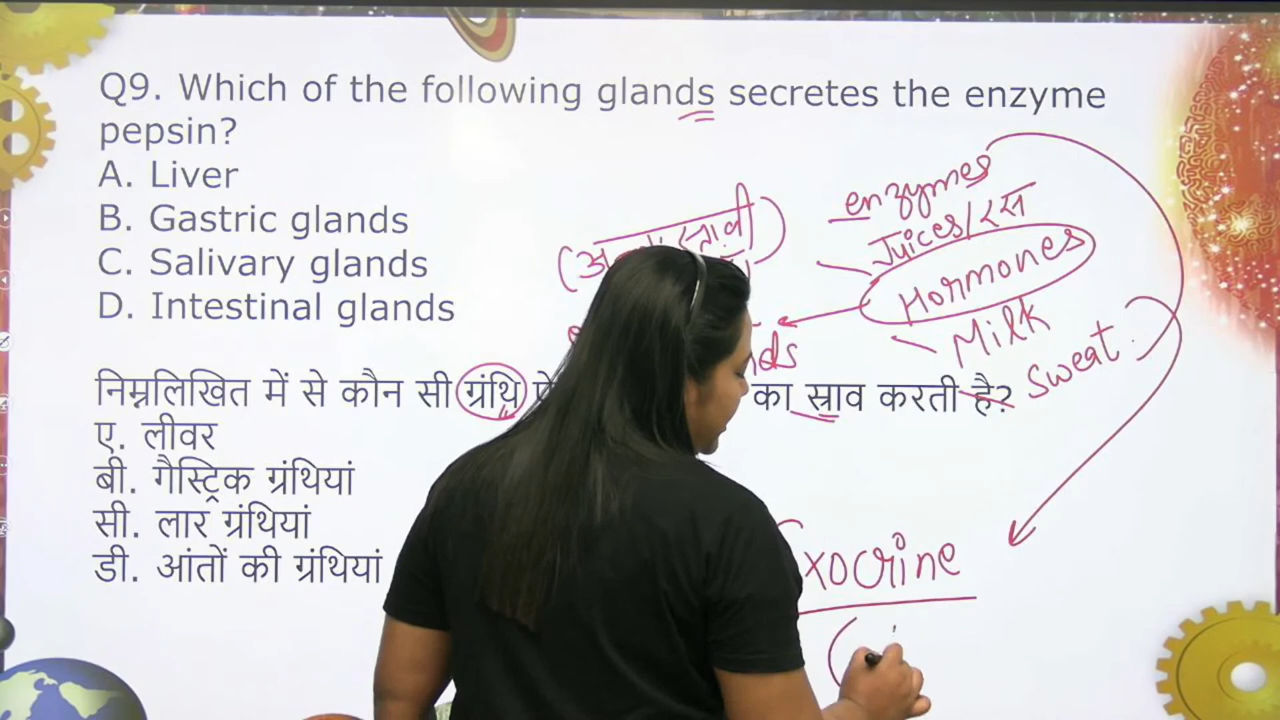 Q9. Which of the following glands secretes the enzyme
pepsin?
A. Liver
B. Gastric glands
C. Salivary glands
D. Intestinal glands
enzymes
Juices/रस
Hormones
Milk
Sweat
निम्नलिखित में से कौन सी ग्रंथि का स्राव करती है?
ए. लीवर
बी. गैस्ट्रिक ग्रंथियां
सी. लार ग्रंथियां
डी. आंतों की ग्रंथियां
Exocrine